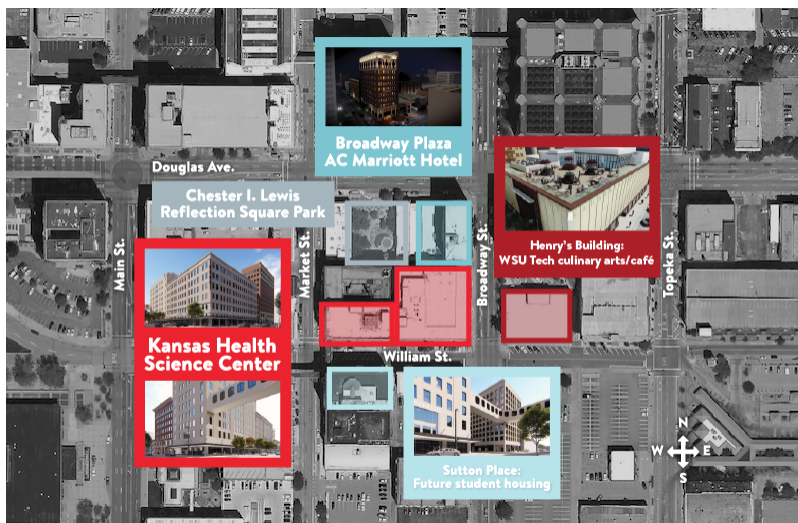 Broadway Plaza
AC Marriott Hotel
Douglas Ave.
Chester I. Lewis
Reflection Square Park
Henry's Building:
WSU Tech culinary arts/café
Main St.
Market St.
Broadway St.
Topeka St.
Kansas Health
Science Center
William St.
Sutton Place:
Future student housing
N
W E
S